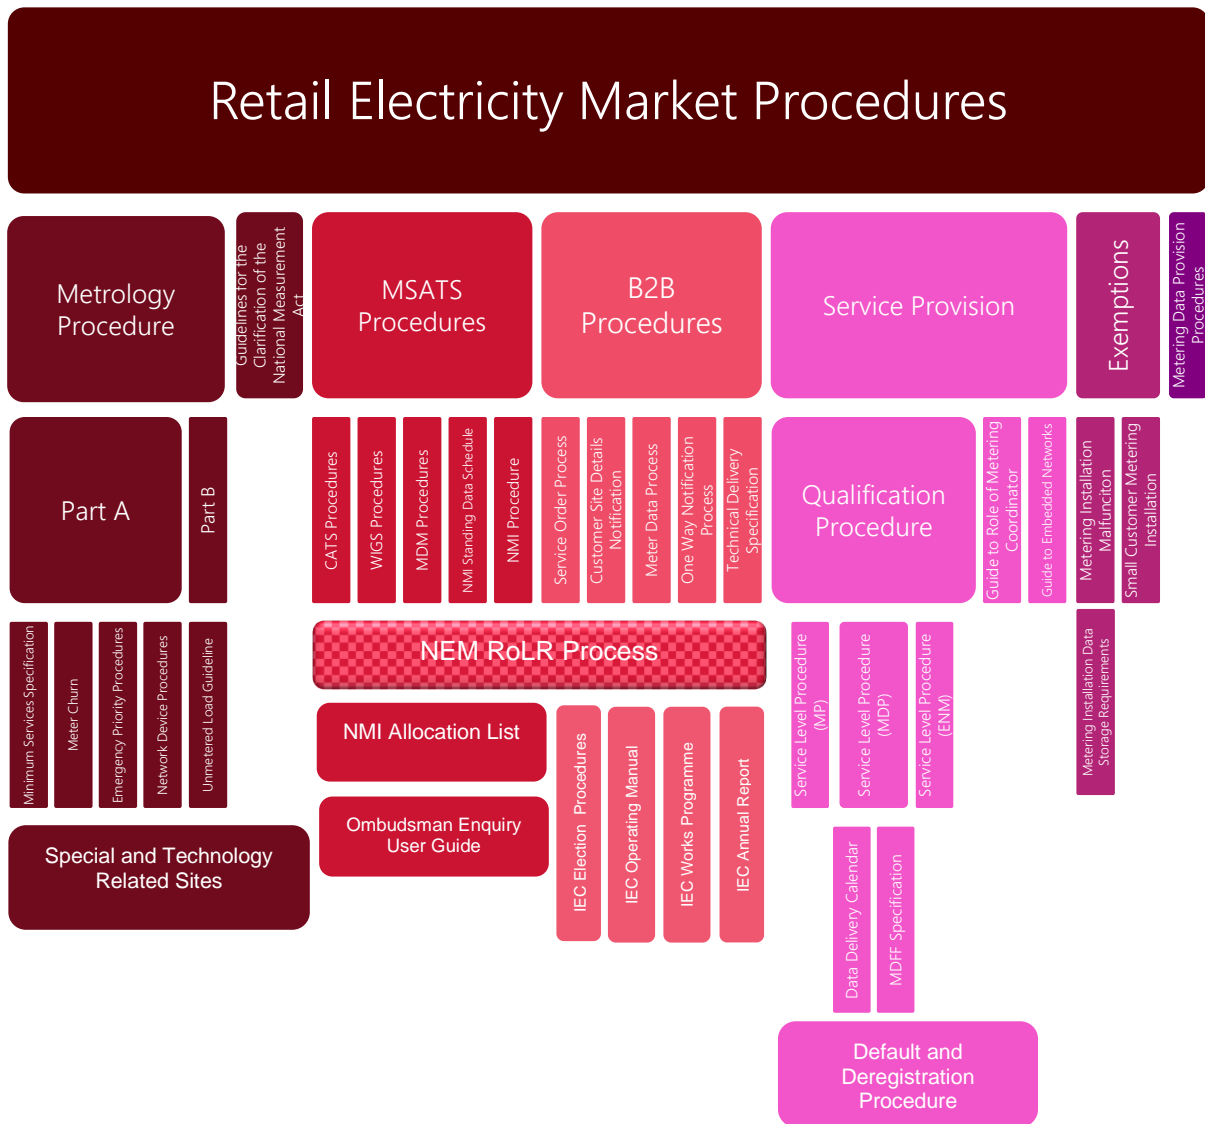 Retail Electricity Market Procedures
Metrology
Procedure
Guidelines for the
Clarification of the
National Measurement
Act
MSATS
Procedures
B2B
Procedures
Service Provision
Exemptions
Metering Data Provision
Procedures
Part A
Part B
CATS Procedures
WIGS Procedures
MDM Procedures
NMI Standing Data Schedule
NMI Procedure
Service Order Process
Customer Site Details
Notification
Meter Data Process
One Way Notification
Process
Technical Delivery
Specification
Qualification
Procedure
Guide to Role of Metering
Coordinator
Guide to Embedded Networks
Metering Installation
Malfunciton
Small Customer Metering
Installation
Minimum Services Specification
Meter Churn
Emergency Priority Procedures
Network Device Procedures
Unmetered Load Guideline
NEM RoLR Process
Service Level Procedure
(MP)
Service Level Procedure
(MDP)
Service Level Procedure
(ENM)
Metering Installation Data
Storage Requirements
NMI Allocation List
Ombudsman Enquiry
User Guide
IEC Election  Procedures
IEC Operating Manual
IEC Works Programme
IEC Annual Report
Special and Technology
Related Sites
Data Delivery Calendar
MDFF Specification
Default and
Deregistration
Procedure